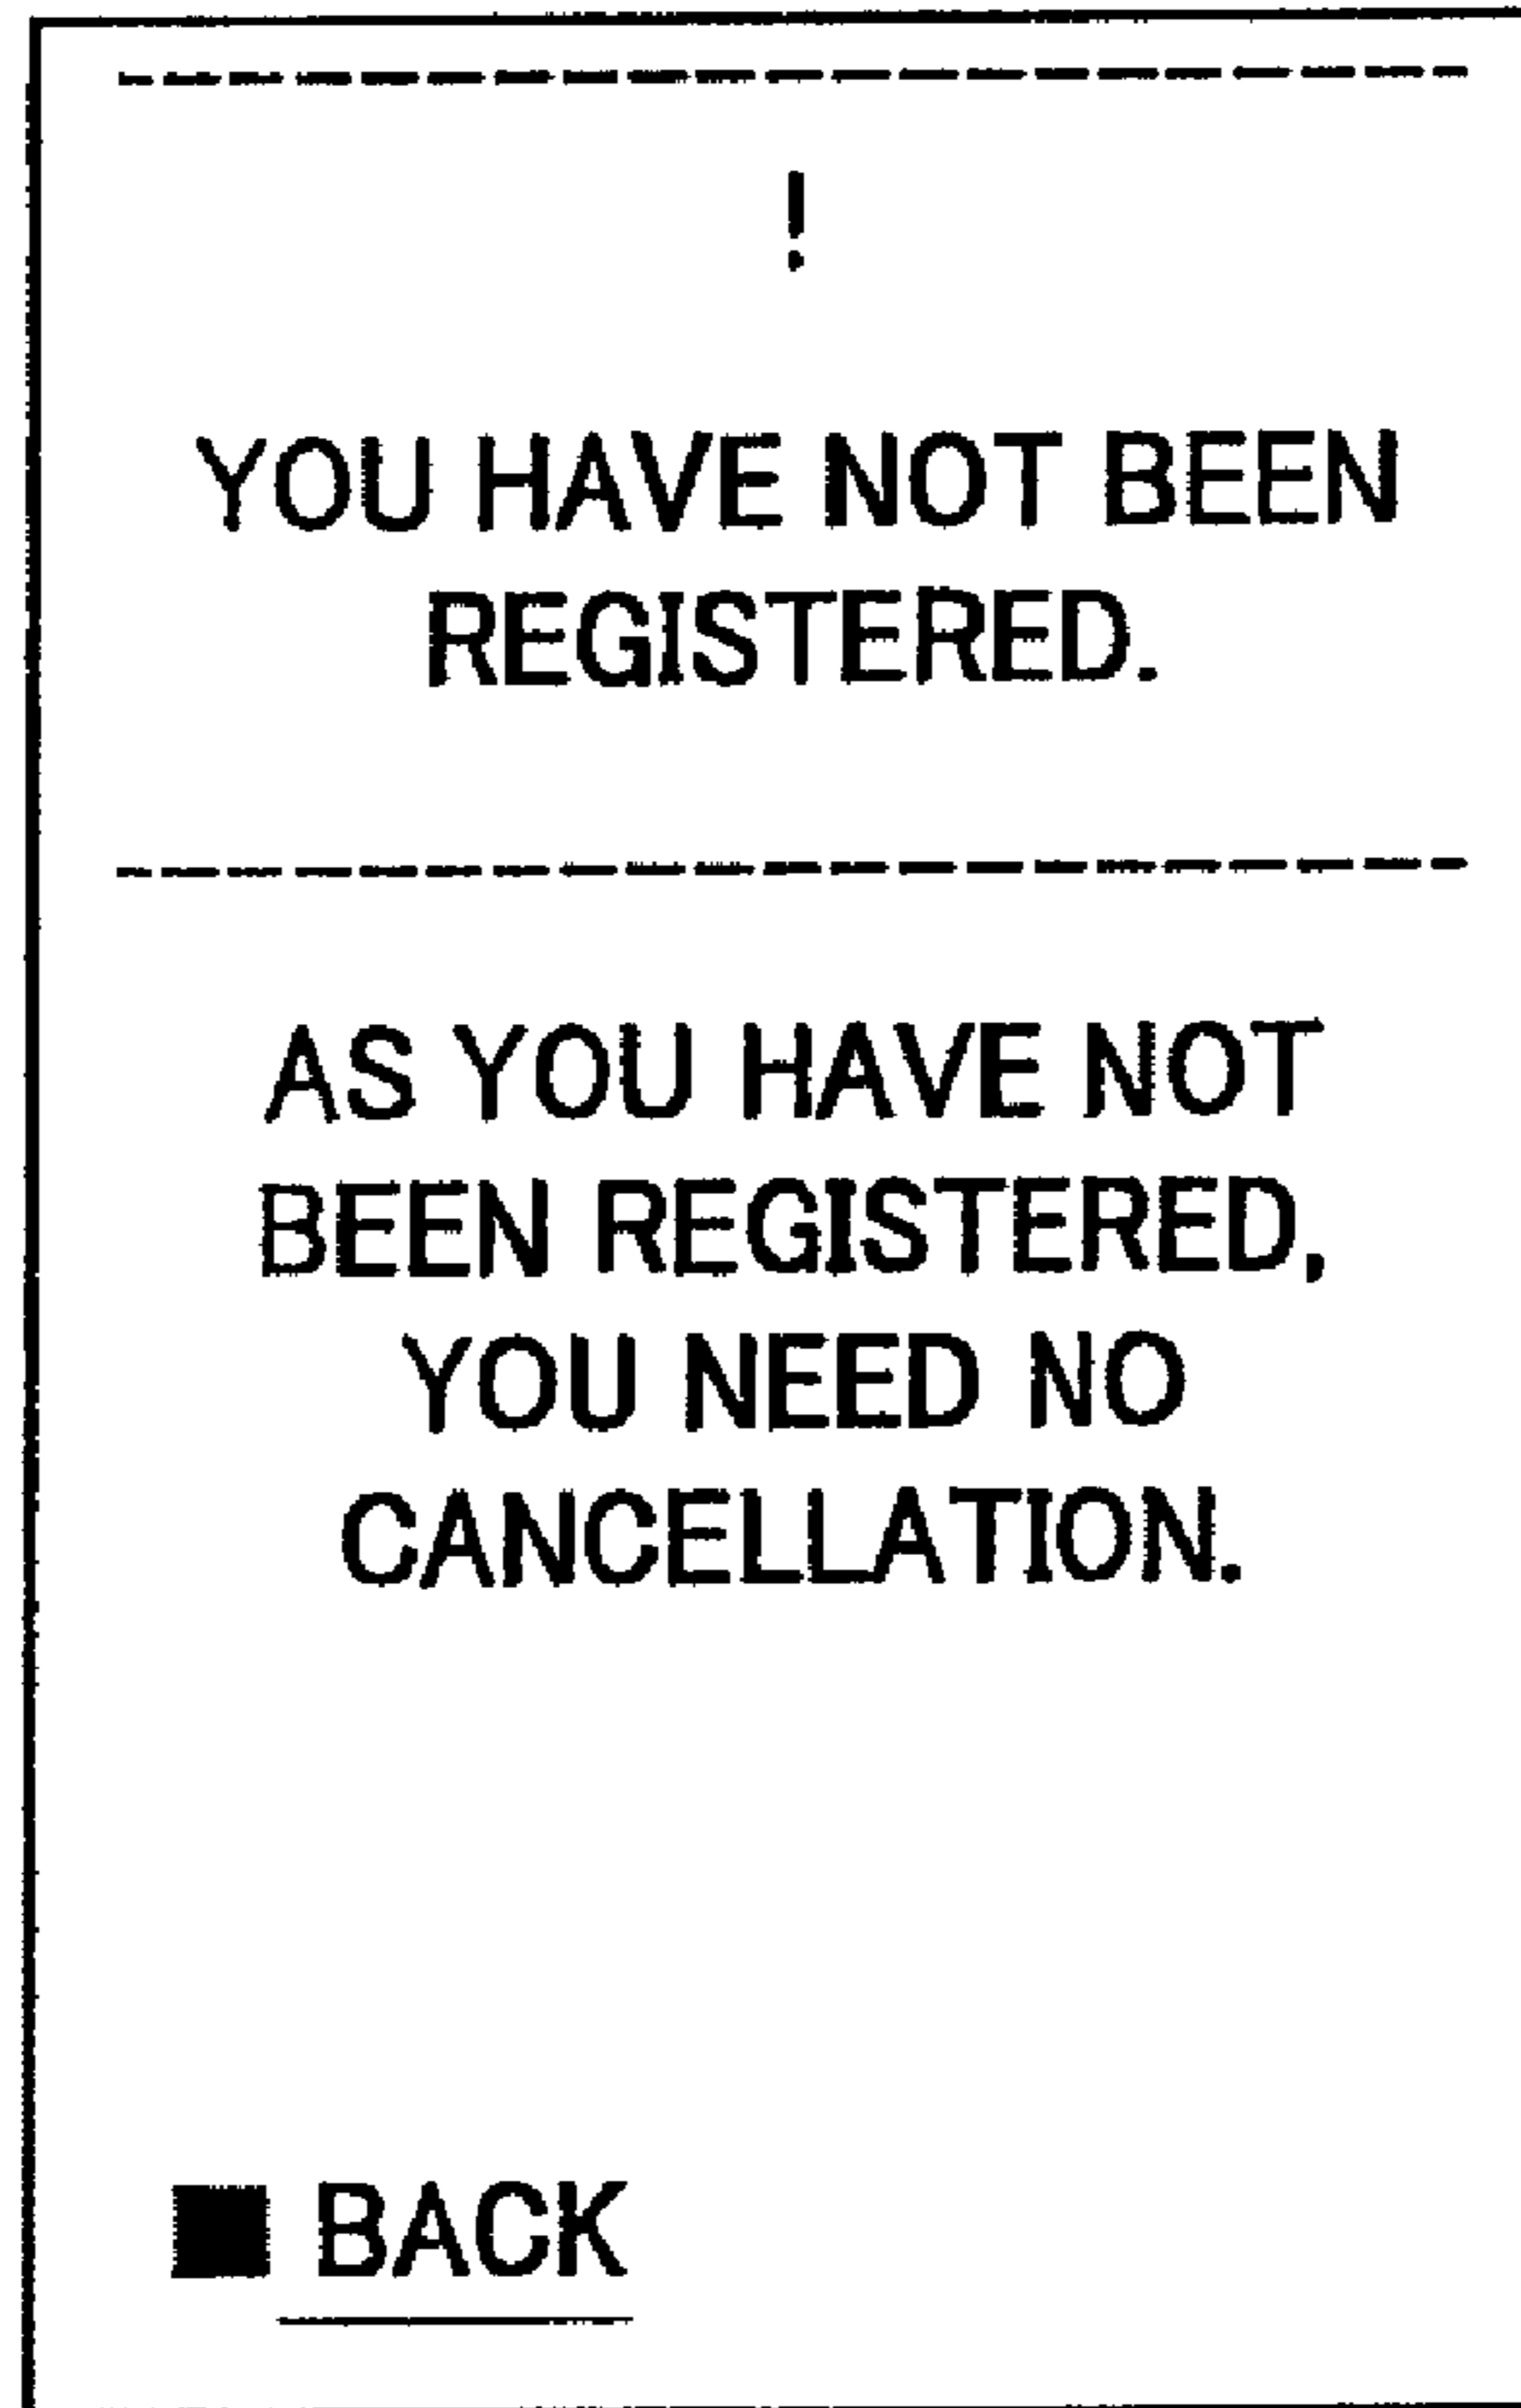 !
YOU HAVE NOT BEEN
REGISTERED.
AS YOU HAVE NOT
BEEN REGISTERED,
YOU NEED NO
CANCELLATION.
■ BACK